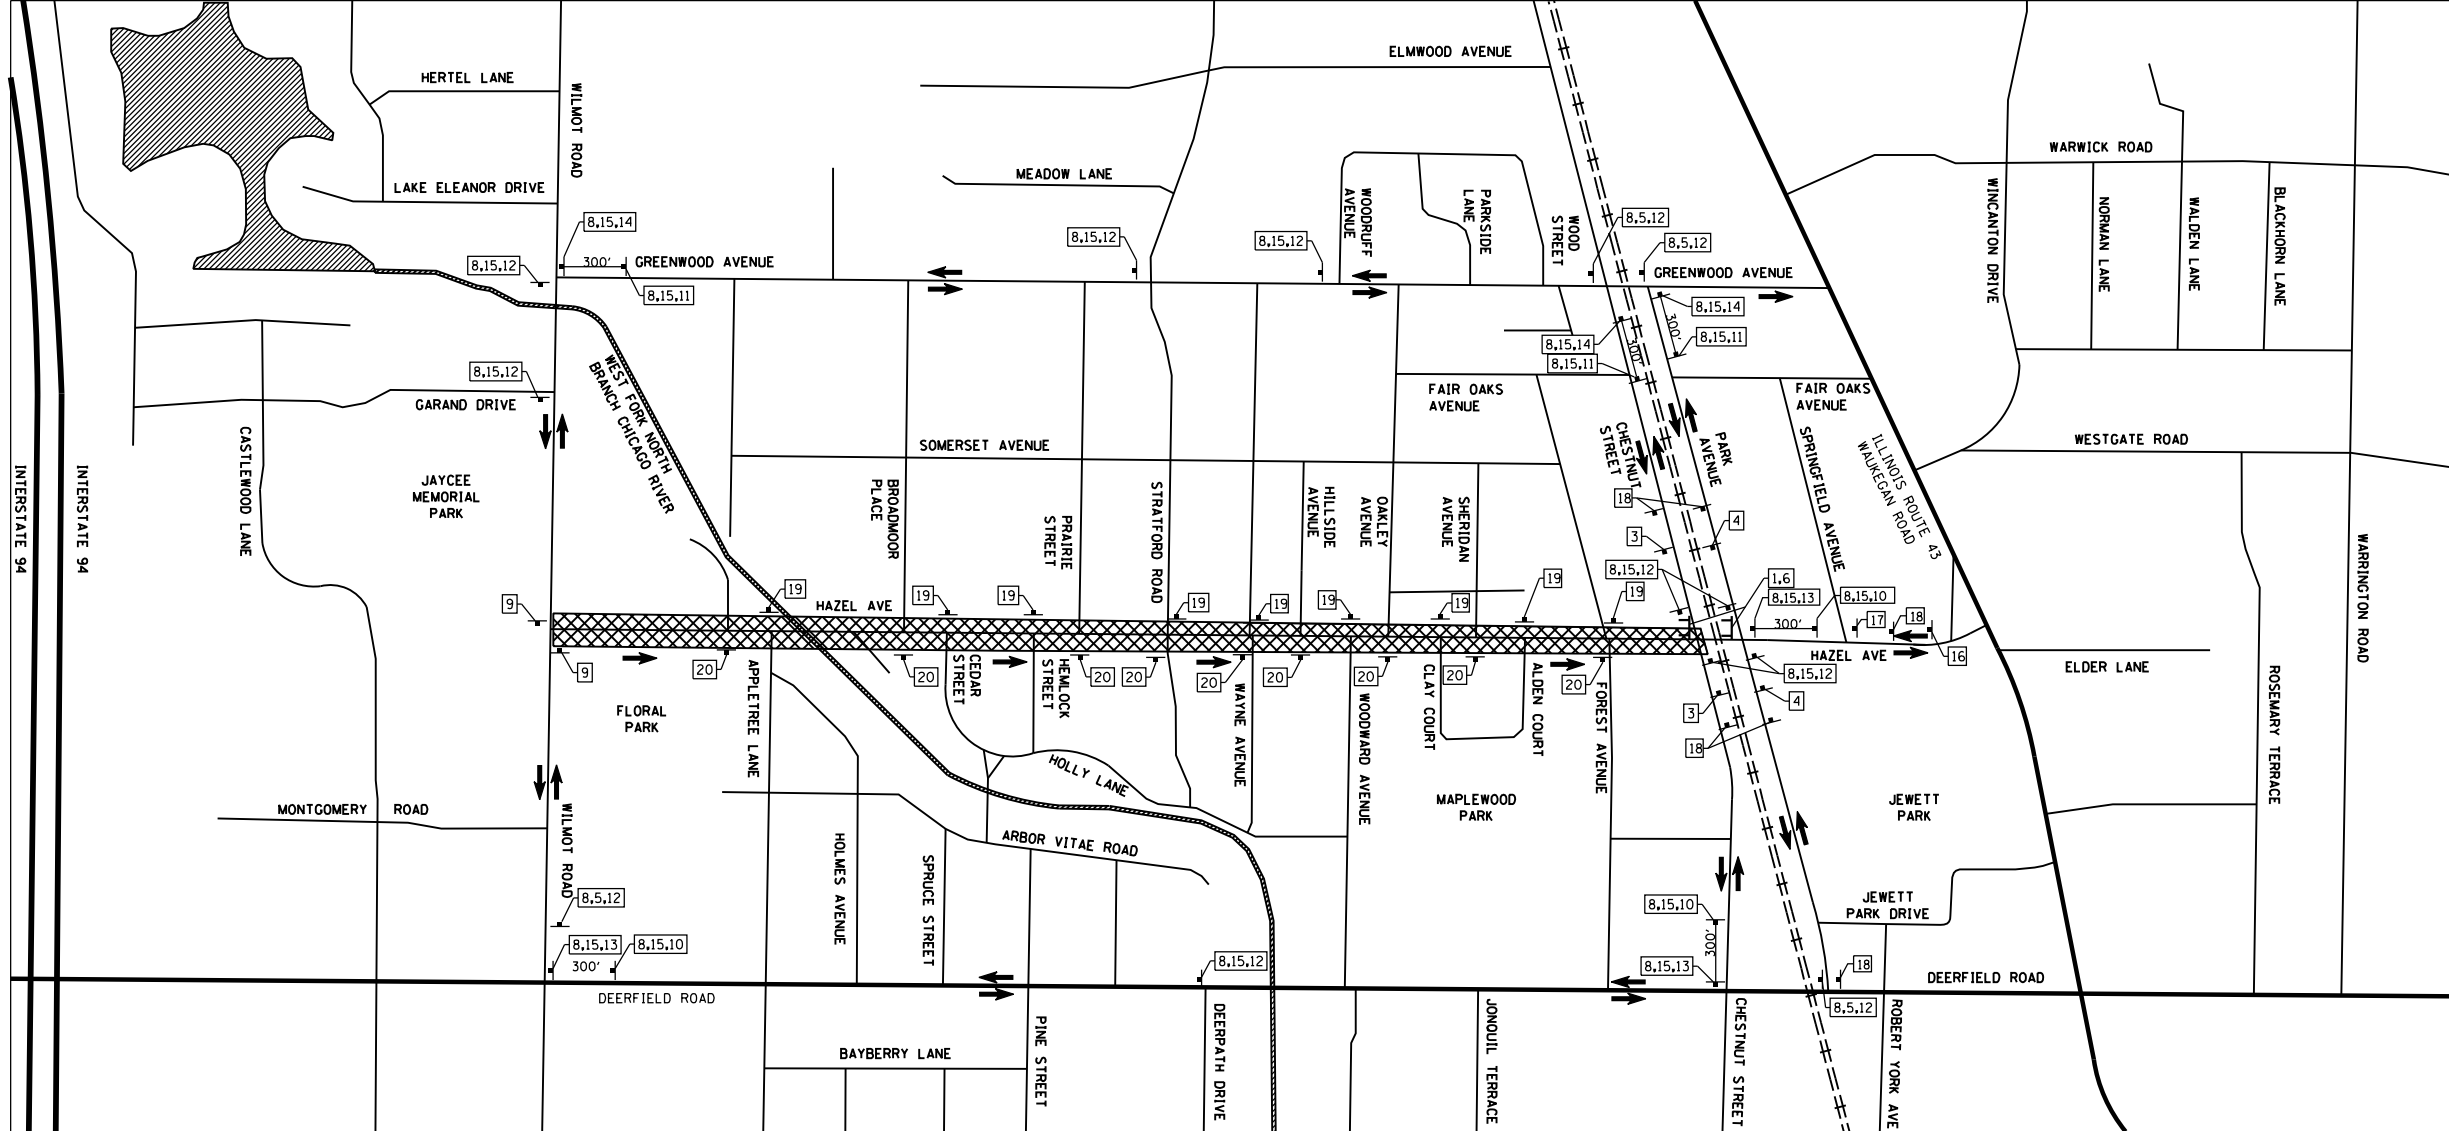 ELMWOOD AVENUE
HERTEL LANE
WILMOT ROAD
WARWICK ROAD
MEADOW LANE
LAKE ELEANOR DRIVE
WOODRUFF
AVENUE
PARKSIDE
LANE
WOOD
STREET
WINCANTON DRIVE
NORMAN LANE
WALDEN LANE
BLACKHORN LANE
8,15,14
8,5,12
8,15,12
8,15,12
8,5,12
8,15,12
300'
GREENWOOD AVENUE
GREENWOOD AVENUE
8,15,11
8,15,14
300'
8,15,11
8,15,14
300'
8,15,11
8,15,12
GARAND DRIVE
WEST FORK NORTH
BRANCH CHICAGO RIVER
FAIR OAKS
AVENUE
FAIR OAKS
AVENUE
SOMERSET AVENUE
WESTGATE ROAD
CHESTNUT
STREET
PARK
AVENUE
SPRINGFIELD AVENUE
ILLINOIS ROUTE 43
WAUKEGAN ROAD
INTERSTATE 94
INTERSTATE 94
CASTLEWOOD LANE
JAYCEE
MEMORIAL
PARK
BROADMOOR
PLACE
PRAIRIE
STREET
STRATFORD ROAD
HILLSIDE
AVENUE
OAKLEY
AVENUE
SHERIDAN
AVENUE
18
4
3
WARRINGTON ROAD
8,15,12
1,6
19
19
19
19
19
19
19
19
19
9
HAZEL AVE
8,15,13
8,15,10
300'
17
18
16
HAZEL AVE
ELDER LANE
8,15,12
9
20
20
20
20
20
20
20
20
20
APPLETREE LANE
CEDAR
STREET
HEMLOCK
STREET
WAYNE AVENUE
WOODWARD AVENUE
CLAY COURT
ALDEN COURT
FOREST AVENUE
3
4
18
ROSEMARY TERRACE
FLORAL
PARK
HOLLY LANE
MAPLEWOOD
PARK
JEWETT
PARK
MONTGOMERY ROAD
WILMOT ROAD
HOLMES AVENUE
SPRUCE STREET
ARBOR VITAE ROAD
8,5,12
8,15,10
300'
JEWETT
PARK DRIVE
8,15,13
8,15,10
300'
8,15,12
8,15,13
18
DEERFIELD ROAD
DEERFIELD ROAD
8,5,12
BAYBERRY LANE
PINE STREET
DEERPATH DRIVE
JONQUIL TERRACE
CHESTNUT STREET
ROBERT YORK AVE